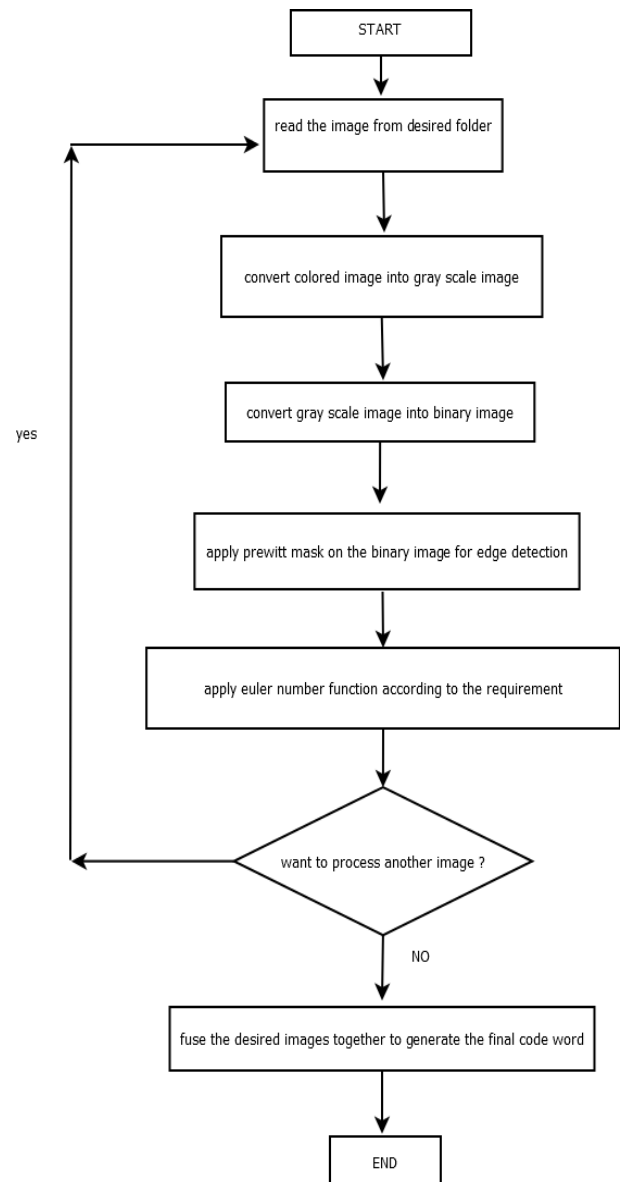 START
read the image from desired folder
convert colored image into gray scale image
convert gray scale image into binary image
yes
apply prewitt mask on the binary image for edge detection
apply euler number function according to the requirement
want to process another image ?
NO
fuse the desired images together to generate the final code word
END